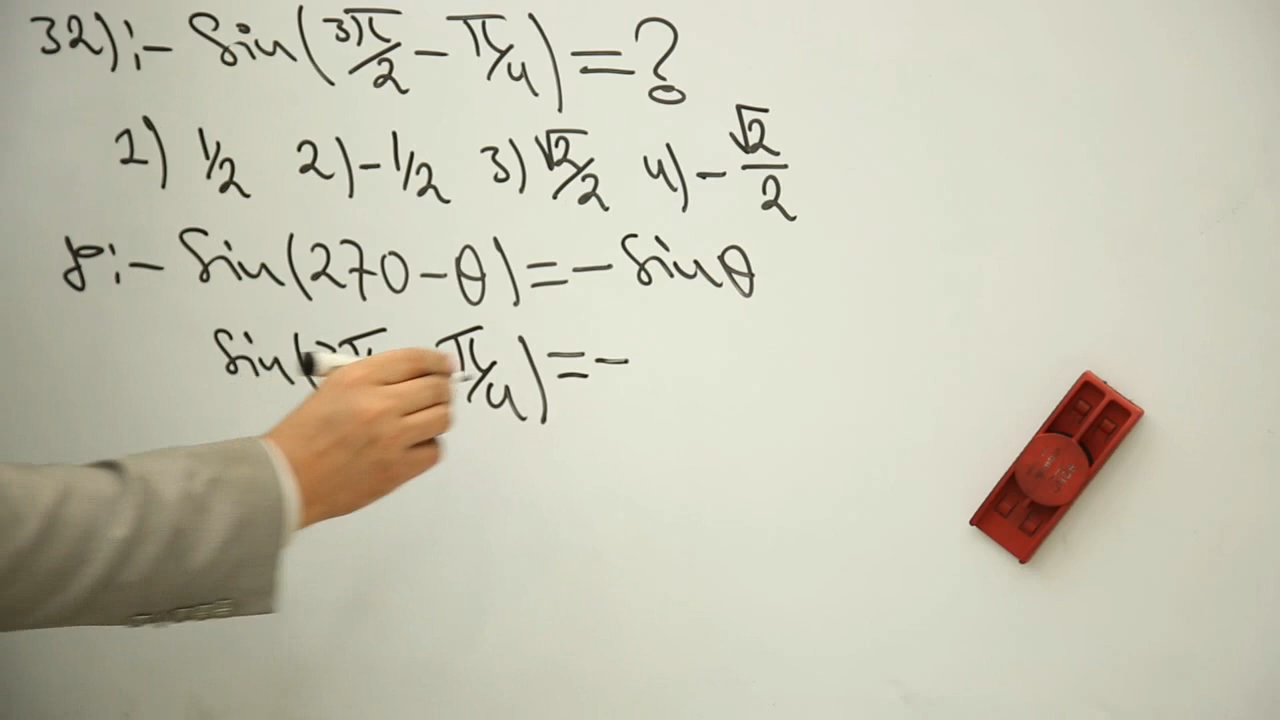 32):- Sin(3π/2 - π/4) = ?
1) 1/2 2) -1/2 3) √2/2 4) - √2/2
Sin(270 - θ) = - Sinθ
Sin( π/4) = -